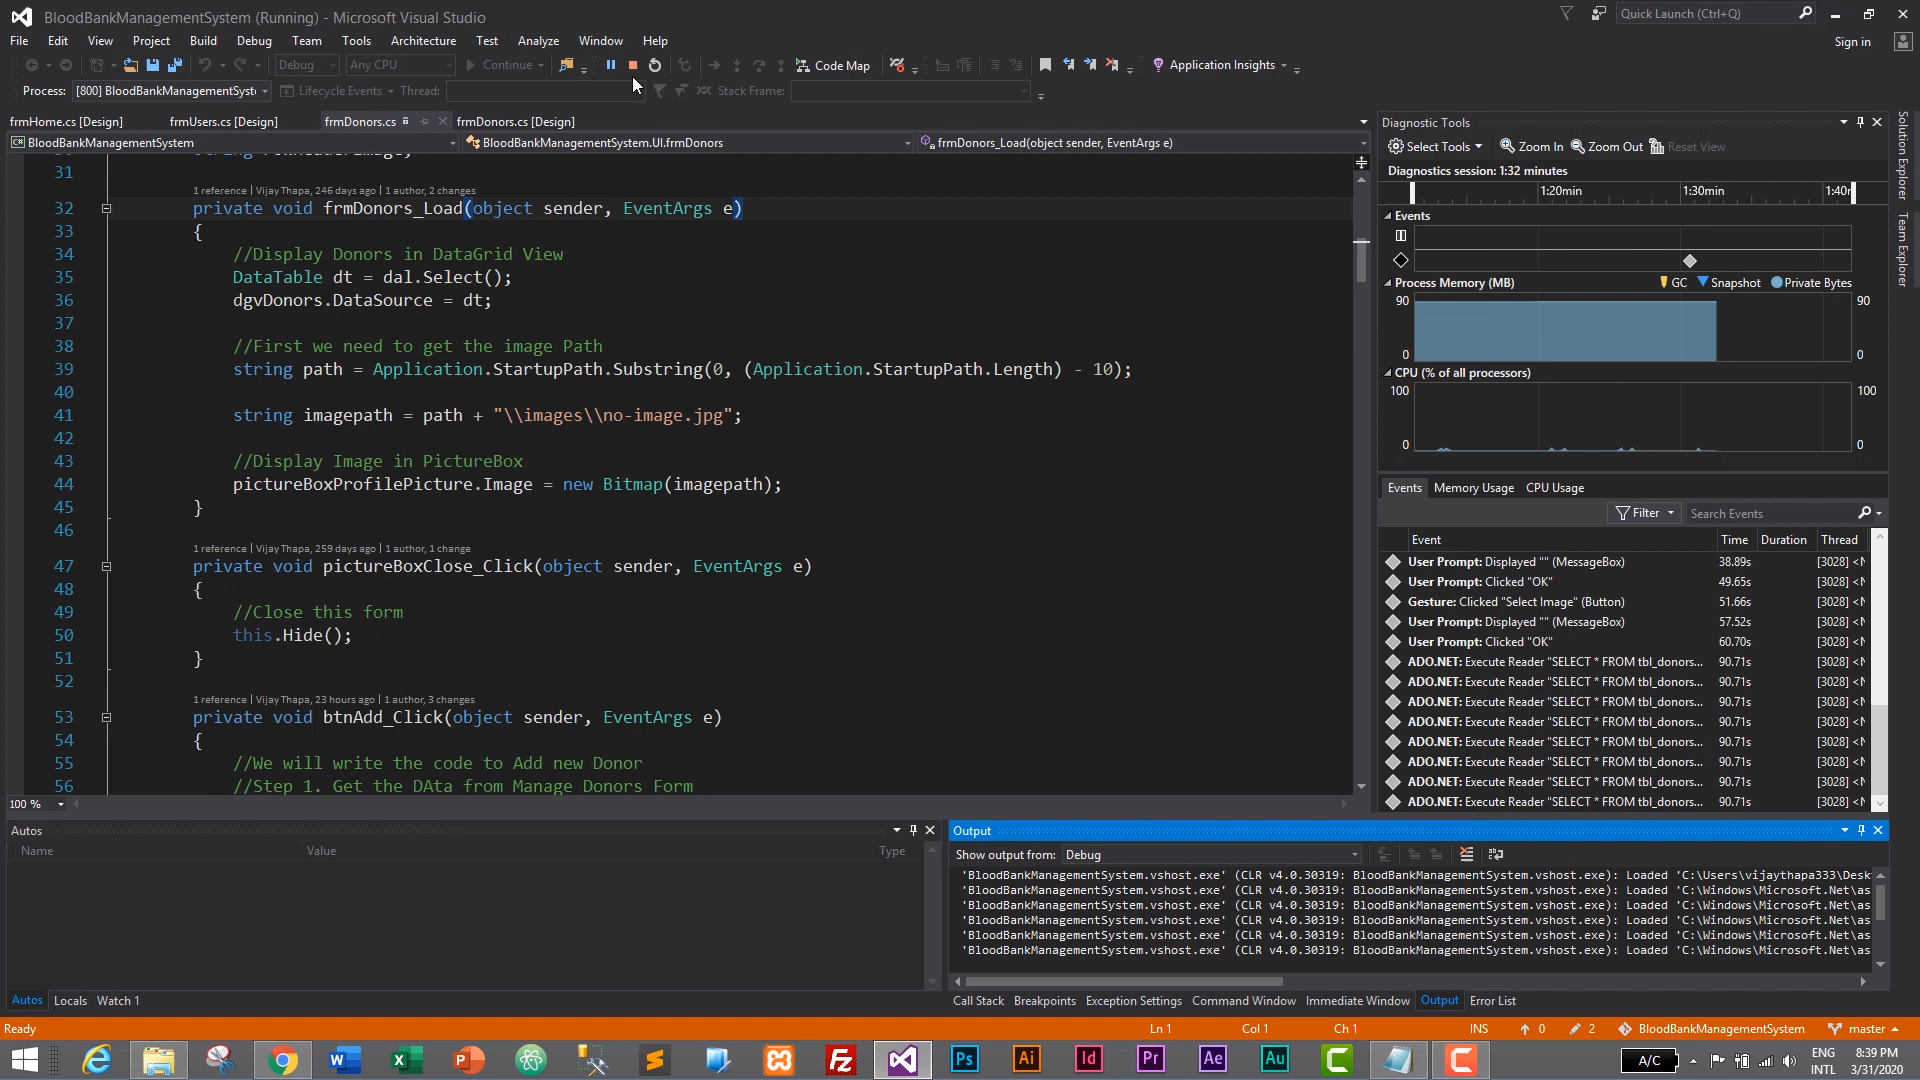 BloodBankManagementSystem (Running) - Microsoft Visual Studio
Quick Launch (Ctrl+Q)
File Edit View Project Build Debug Team Tools Architecture Test Analyze Window Help
Sign in
Debug Any CPU Continue Code Map Application Insights
Process: [800] BloodBankManagementSyst Lifecycle Events Thread: Stack Frame:
frmHome.cs [Design] frmUsers.cs [Design] frmDonors.cs frmDonors.cs [Design]
BloodBankManagementSystem BloodBankManagementSystem.UI.frmDonors frmDonors_Load(object sender, EventArgs e)
31
1 reference | Vijay Thapa, 246 days ago | 1 author, 2 changes
32 private void frmDonors_Load(object sender, EventArgs e)
33 {
34 //Display Donors in DataGrid View
35 DataTable dt = dal.Select();
36 dgvDonors.DataSource = dt;
37
38 //First we need to get the image Path
39 string path = Application.StartupPath.Substring(0, (Application.StartupPath.Length) - 10);
40
41 string imagepath = path + "\\images\\no-image.jpg";
42
43 //Display Image in PictureBox
44 pictureBoxProfilePicture.Image = new Bitmap(imagepath);
45 }
46
1 reference | Vijay Thapa, 259 days ago | 1 author, 1 change
47 private void pictureBoxClose_Click(object sender, EventArgs e)
48 {
49 //Close this form
50 this.Hide();
51 }
52
1 reference | Vijay Thapa, 23 hours ago | 1 author, 3 changes
53 private void btnAdd_Click(object sender, EventArgs e)
54 {
55 //We will write the code to Add new Donor
56 //Step 1. Get the DAta from Manage Donors Form
100 %
Diagnostic Tools
Select Tools Zoom In Zoom Out Reset View
Diagnostics session: 1:32 minutes
1:20min 1:30min 1:40
Events
Process Memory (MB) GC Snapshot Private Bytes
90 90
0 0
CPU (% of all processors)
100 100
0 0
Events Memory Usage CPU Usage
Filter Search Events
Event Time Duration Thread
User Prompt: Displayed "" (MessageBox) 38.89s [3028] <
User Prompt: Clicked "OK" 49.65s [3028] <
Gesture: Clicked "Select Image" (Button) 51.66s [3028] <
User Prompt: Displayed "" (MessageBox) 57.52s [3028] <
User Prompt: Clicked "OK" 60.70s [3028] <
ADO.NET: Execute Reader "SELECT * FROM tbl_donors... 90.71s [3028] <
ADO.NET: Execute Reader "SELECT * FROM tbl_donors... 90.71s [3028] <
ADO.NET: Execute Reader "SELECT * FROM tbl_donors... 90.71s [3028] <
ADO.NET: Execute Reader "SELECT * FROM tbl_donors... 90.71s [3028] <
ADO.NET: Execute Reader "SELECT * FROM tbl_donors... 90.71s [3028] <
ADO.NET: Execute Reader "SELECT * FROM tbl_donors... 90.71s [3028] <
ADO.NET: Execute Reader "SELECT * FROM tbl_donors... 90.71s [3028] <
ADO.NET: Execute Reader "SELECT * FROM tbl_donors... 90.71s [3028] <
Solution Explorer
Team Explorer
Autos
Name Value Type
Autos Locals Watch 1
Output
Show output from: Debug
'BloodBankManagementSystem.vshost.exe' (CLR v4.0.30319: BloodBankManagementSystem.vshost.exe): Loaded 'C:\Users\vijaythapa333\Desk
'BloodBankManagementSystem.vshost.exe' (CLR v4.0.30319: BloodBankManagementSystem.vshost.exe): Loaded 'C:\Windows\Microsoft.Net\as
'BloodBankManagementSystem.vshost.exe' (CLR v4.0.30319: BloodBankManagementSystem.vshost.exe): Loaded 'C:\Windows\Microsoft.Net\as
'BloodBankManagementSystem.vshost.exe' (CLR v4.0.30319: BloodBankManagementSystem.vshost.exe): Loaded 'C:\Windows\Microsoft.Net\as
'BloodBankManagementSystem.vshost.exe' (CLR v4.0.30319: BloodBankManagementSystem.vshost.exe): Loaded 'C:\Windows\Microsoft.Net\as
'BloodBankManagementSystem.vshost.exe' (CLR v4.0.30319: BloodBankManagementSystem.vshost.exe): Loaded 'C:\Windows\Microsoft.Net\as
Call Stack Breakpoints Exception Settings Command Window Immediate Window Output Error List
Ready Ln 1 Col 1 Ch 1 INS 0 2 BloodBankManagementSystem master
Ps Ai Id Pr Ae Au A/C ENG 8:39 PM
INTL 3/31/2020